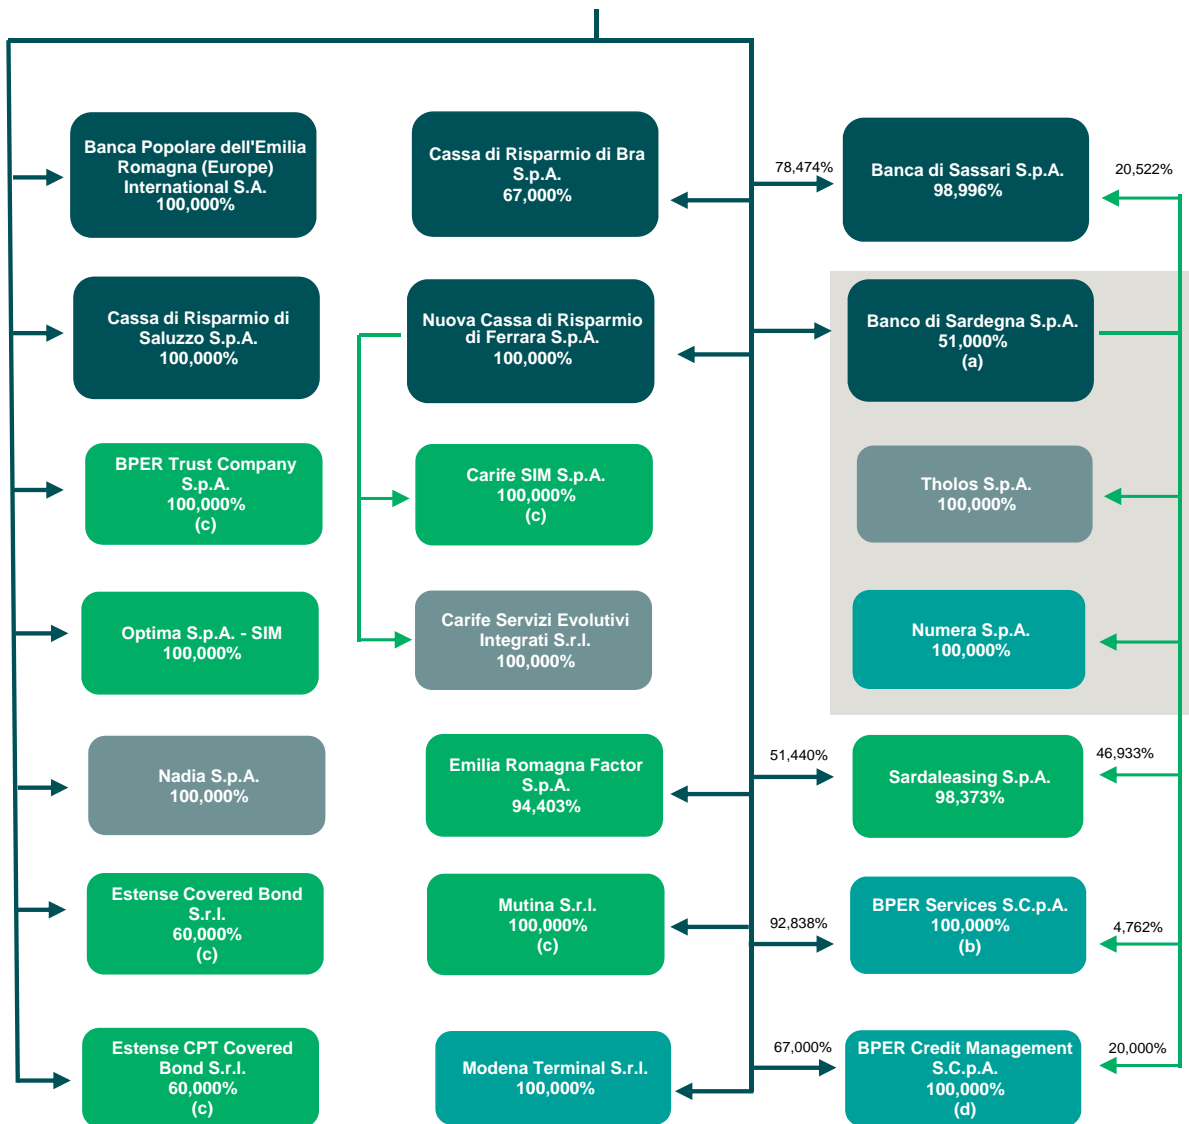 Banca Popolare dell'Emilia
Romagna (Europe)
International S.A.
100,000%
Cassa di Risparmio di Bra
S.p.A.
67,000%
78,474%
Banca di Sassari S.p.A.
98,996%
20,522%
Cassa di Risparmio di
Saluzzo S.p.A.
100,000%
Nuova Cassa di Risparmio
di Ferrara S.p.A.
100,000%
Banco di Sardegna S.p.A.
51,000%
(a)
BPER Trust Company
S.p.A.
100,000%
(c)
Carife SIM S.p.A.
100,000%
(c)
Tholos S.p.A.
100,000%
Optima S.p.A. - SIM
100,000%
Carife Servizi Evolutivi
Integrati S.r.l.
100,000%
Numera S.p.A.
100,000%
Nadia S.p.A.
100,000%
Emilia Romagna Factor
S.p.A.
94,403%
51,440%
Sardaleasing S.p.A.
98,373%
46,933%
Estense Covered Bond
S.r.l.
60,000%
(c)
Mutina S.r.l.
100,000%
(c)
92,838%
BPER Services S.C.p.A.
100,000%
(b)
4,762%
Estense CPT Covered
Bond S.r.l.
60,000%
(c)
Modena Terminal S.r.l.
100,000%
67,000%
BPER Credit Management
S.C.p.A.
100,000%
(d)
20,000%